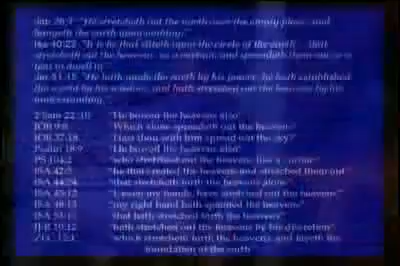 "He stretcheth out the north over the empty place, and
hangeth the earth upon nothing."
Isa 40:22 "It is he that sitteth upon the circle of the earth that
stretcheth out the heavens as a curtain, and spreadeth them out as a
tent to dwell in"
Jer 51:15 "He hath made the earth by his power, he hath established
the world by his wisdom, and hath stretched out the heavens by his
understanding."
2 Sam 22:10 "He bowed the heavens also"
JOB 9:8 "Which alone spreadeth out the heavens"
JOB 37:18 "Hast thou with him spread out the sky?"
Psalm 18:9 "He bowed the heavens also"
PS 104:2 "who stretchest out the heavens like a curtain"
ISA 42:5 "he that created the heavens and stretched them out"
ISA 44:24 "that stretcheth forth the heavens alone"
ISA 45:12 "I, even my hands, have stretched out the heavens"
ISA 48:13 "my right hand hath spanned the heavens"
ISA 51:13 "that hath stretched forth the heavens"
JER 10:12 "hath stretched out the heavens by his discretion"
ZEC 12:1 "which stretcheth forth the heavens, and layeth the
foundation of the earth"